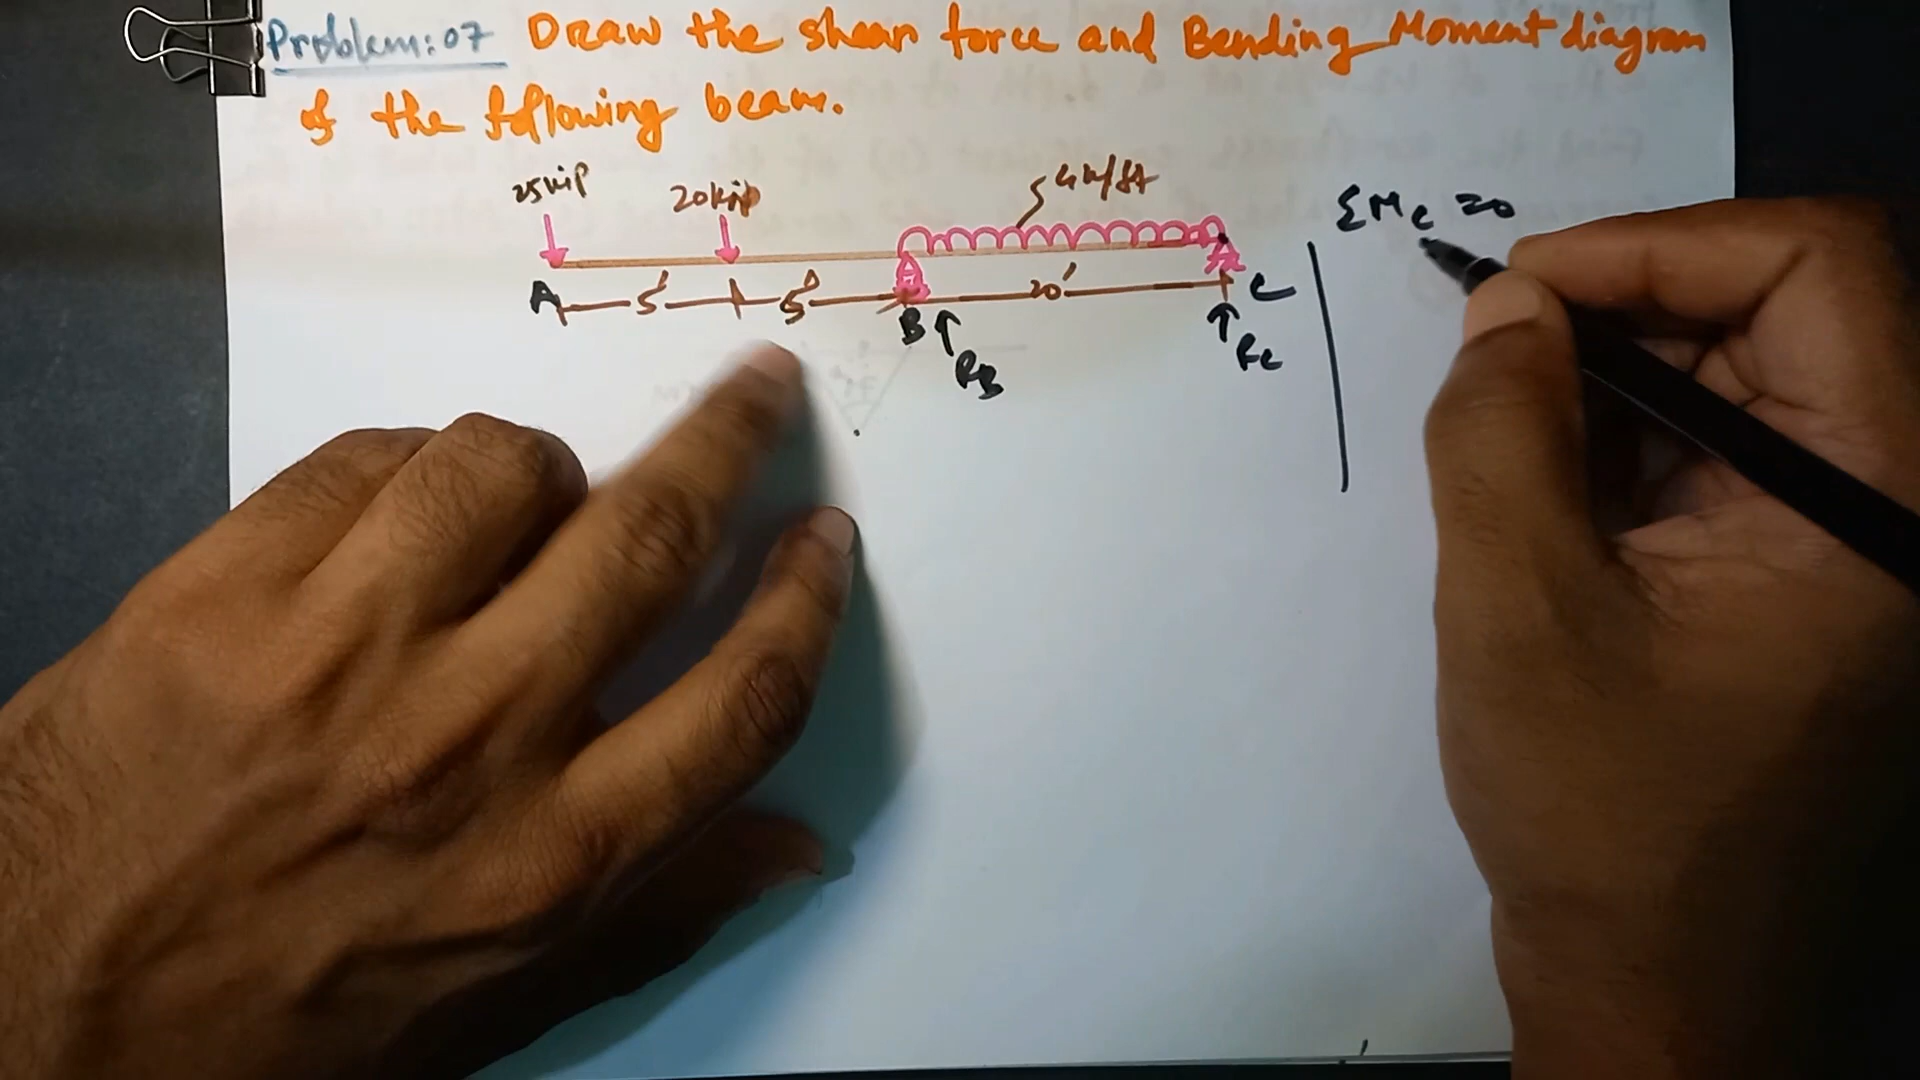 Problem: 07 Draw the shear force and Bending Moment diagram
of the following beam.
25kip 20kip 4k/ft
ΣMc =0
A 5' 5' 20' C
B RB RC